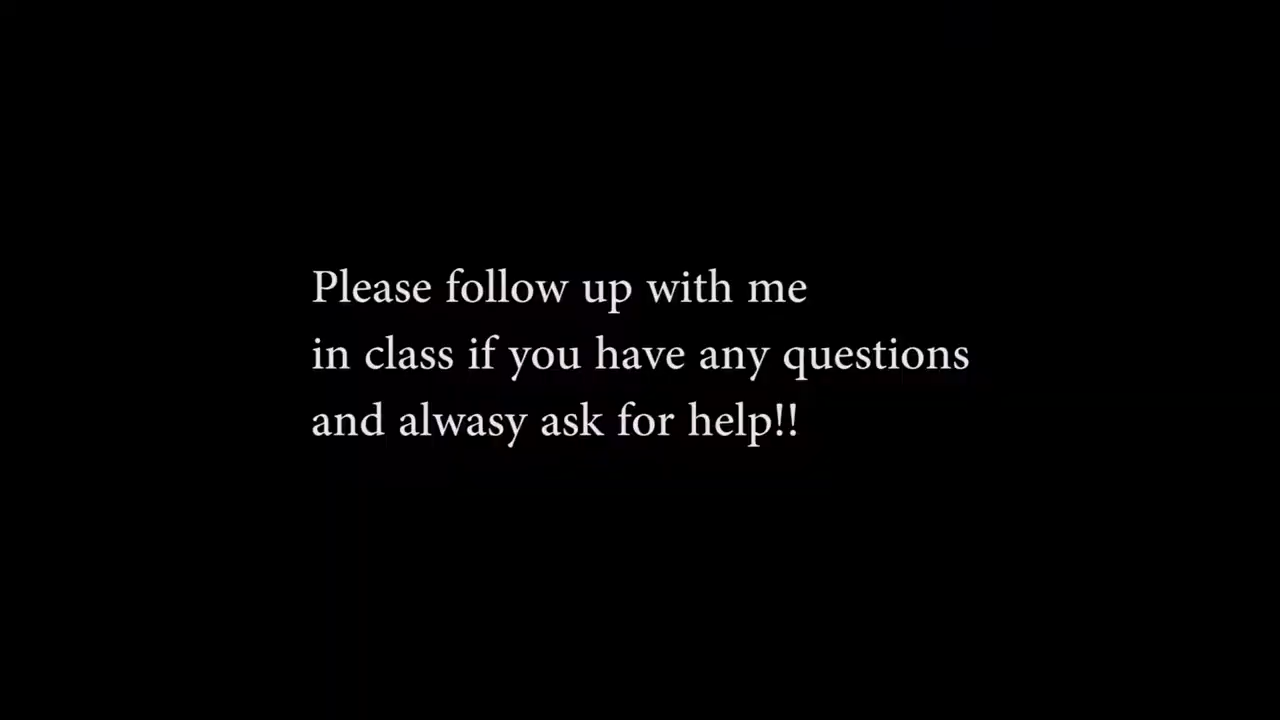 Please follow up with me
in class if you have any questions
and alwasy ask for help!!